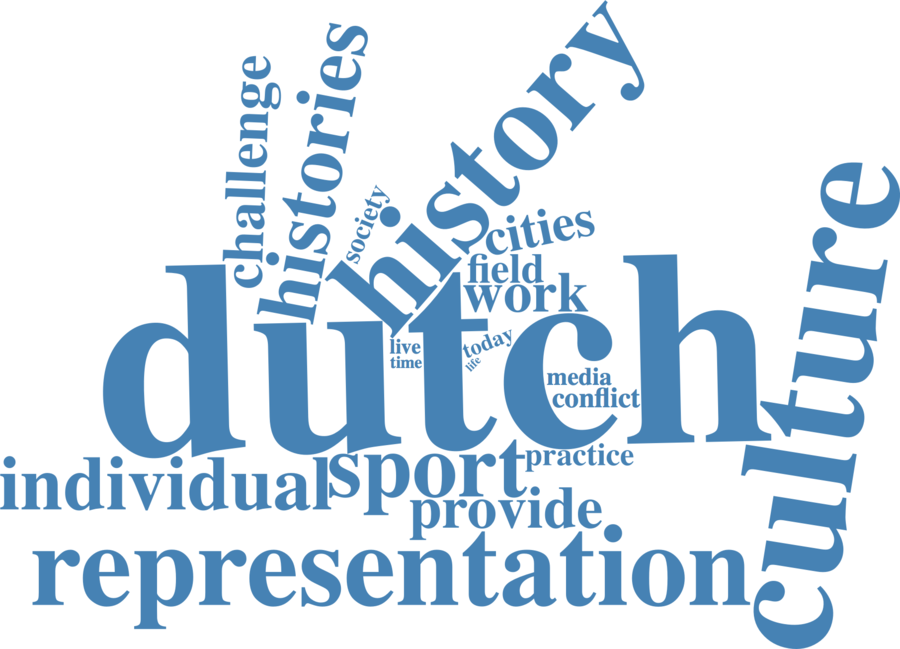 challenge
histories
society
history
cities
field
work
culture
dutch
live
time
today
life
media
conflict
individual
sport
practice
provide
representation